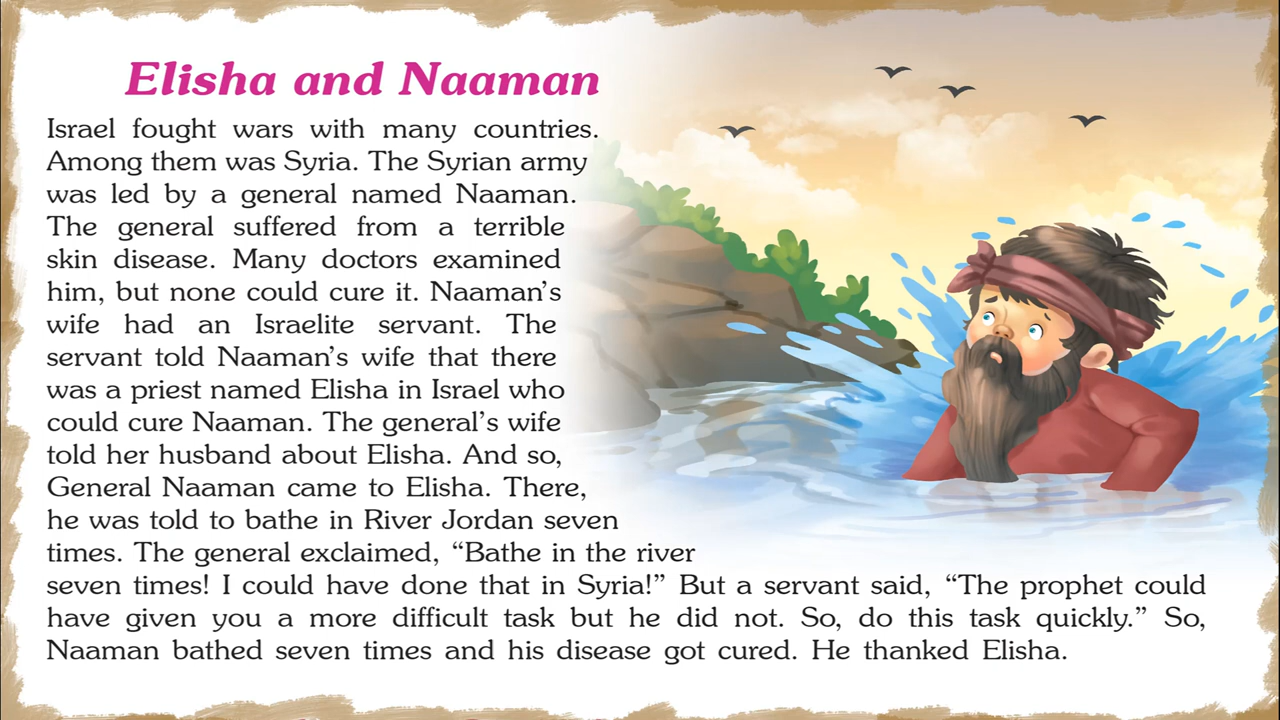 Elisha and Naaman
Israel fought wars with many countries.
Among them was Syria. The Syrian army
was led by a general named Naaman.
The general suffered from a terrible
skin disease. Many doctors examined
him, but none could cure it. Naaman’s
wife had an Israelite servant. The
servant told Naaman’s wife that there
was a priest named Elisha in Israel who
could cure Naaman. The general’s wife
told her husband about Elisha. And so,
General Naaman came to Elisha. There,
he was told to bathe in River Jordan seven
times. The general exclaimed, “Bathe in the river
seven times! I could have done that in Syria!” But a servant said, “The prophet could
have given you a more difficult task but he did not. So, do this task quickly.” So,
Naaman bathed seven times and his disease got cured. He thanked Elisha.